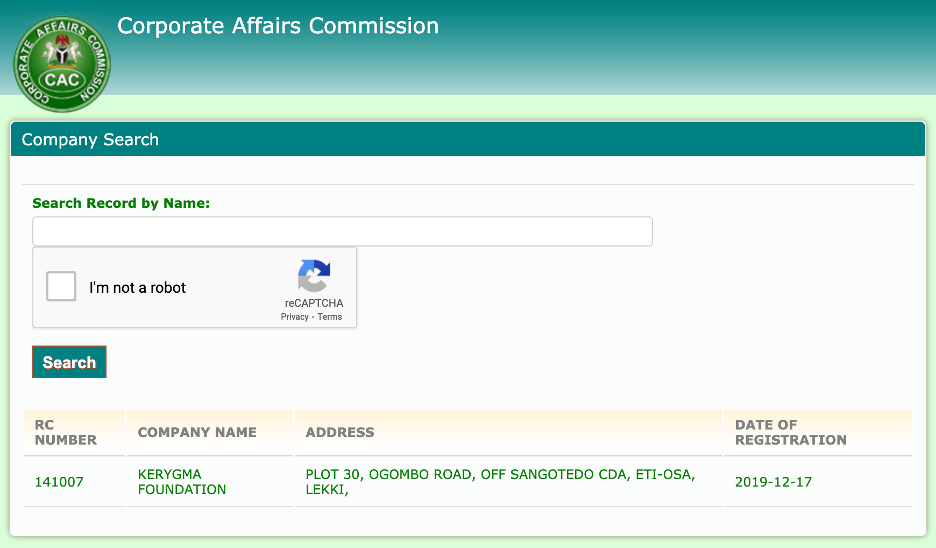 Corporate Affairs Commission
CORPORATE AFFAIRS COMMISSION
CAC
Company Search
Search Record by Name:
I'm not a robot
reCAPTCHA
Privacy - Terms
Search
RC NUMBER COMPANY NAME ADDRESS DATE OF REGISTRATION
141007 KERYGMA FOUNDATION PLOT 30, OGOMBO ROAD, OFF SANGOTEDO CDA, ETI-OSA, LEKKI, 2019-12-17